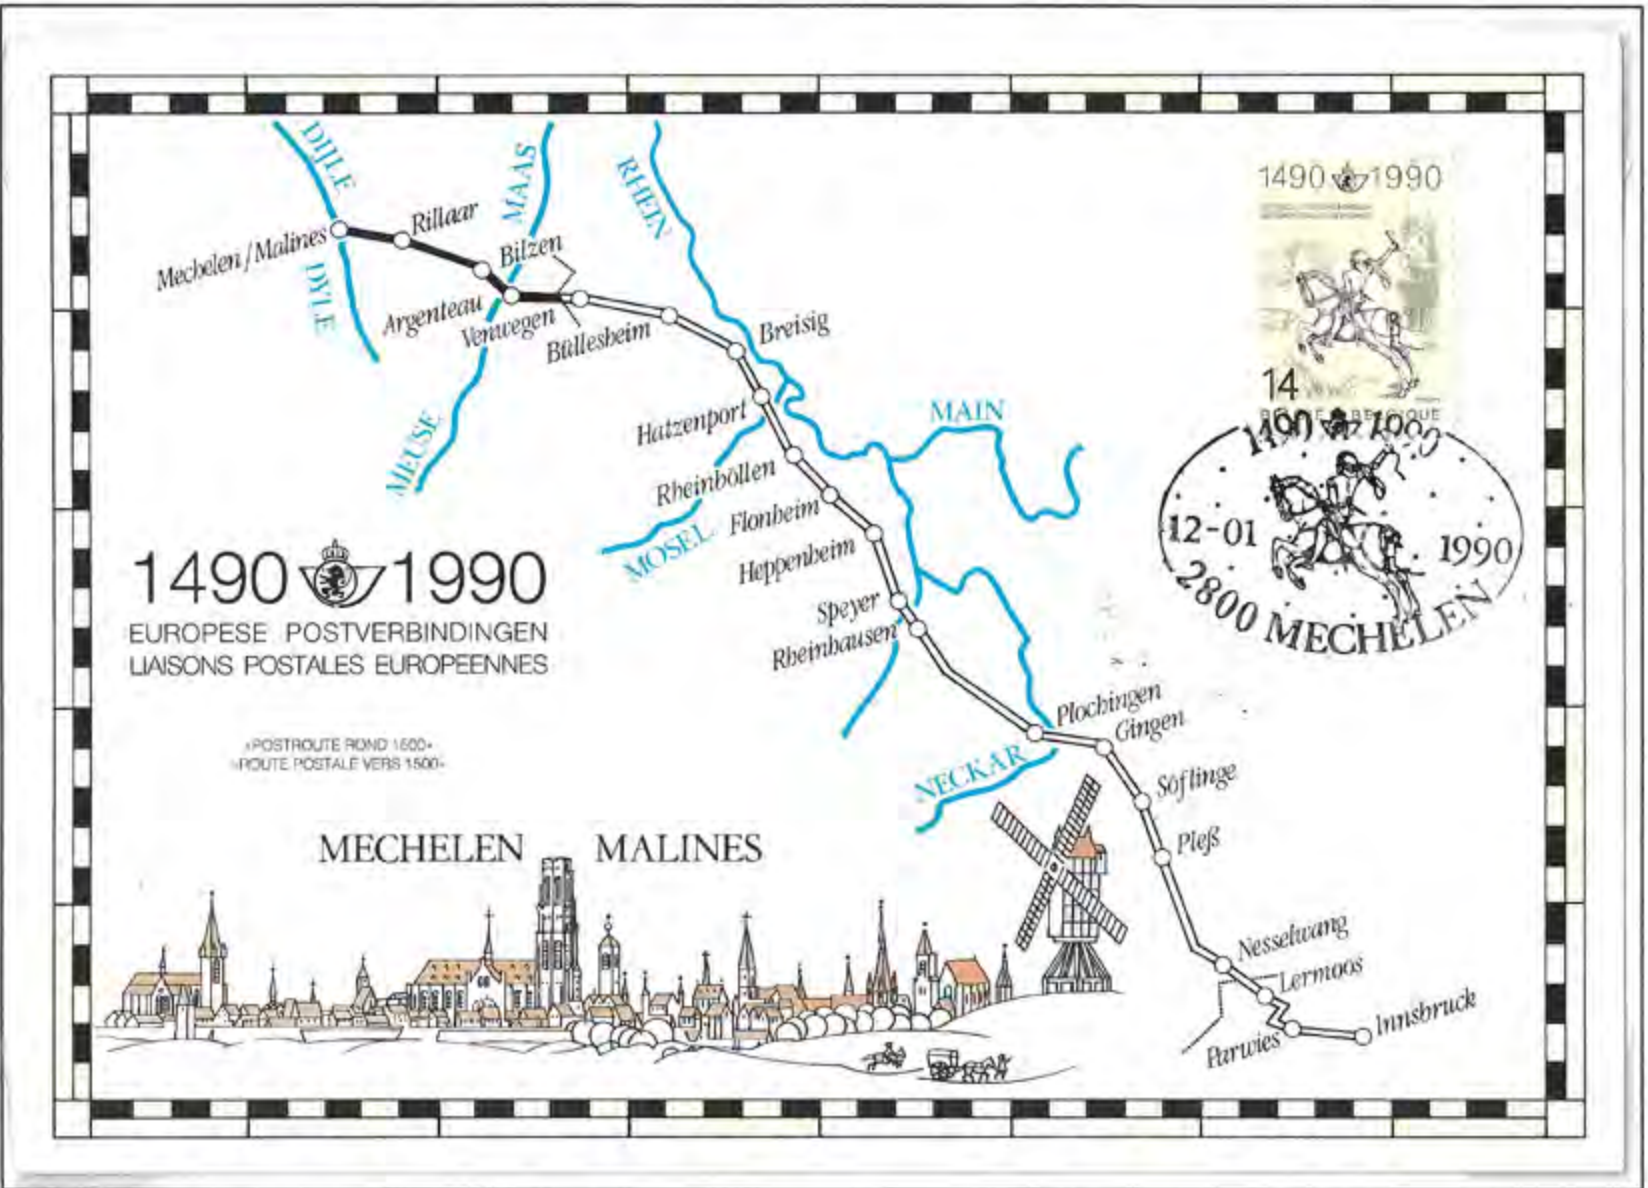 DIJLE
MAAS
RHEIN
1490 1990
Rillaar
Mechelen/Malines
Bilzen
DYLE
Argenteau
Venwegen
Büllesheim
Breisig
14
BELGIE BELGIQUE
1490 1990
MEUSE
Hatzenport
MAIN
Rheinböllen
MOSEL
Flonheim
12-01
1990
2800 MECHELEN
Heppenheim
1490 1990
EUROPESE POSTVERBINDINGEN
LIAISONS POSTALES EUROPEENNES
Speyer
Rheinhausen
Plochingen
Gingen
«POSTROUTE ROND 1500»
«ROUTE POSTALE VERS 1500»
NECKAR
Söflinge
MECHELEN MALINES
Pleß
Nesselwang
Lermoos
Innsbruck
Parwies